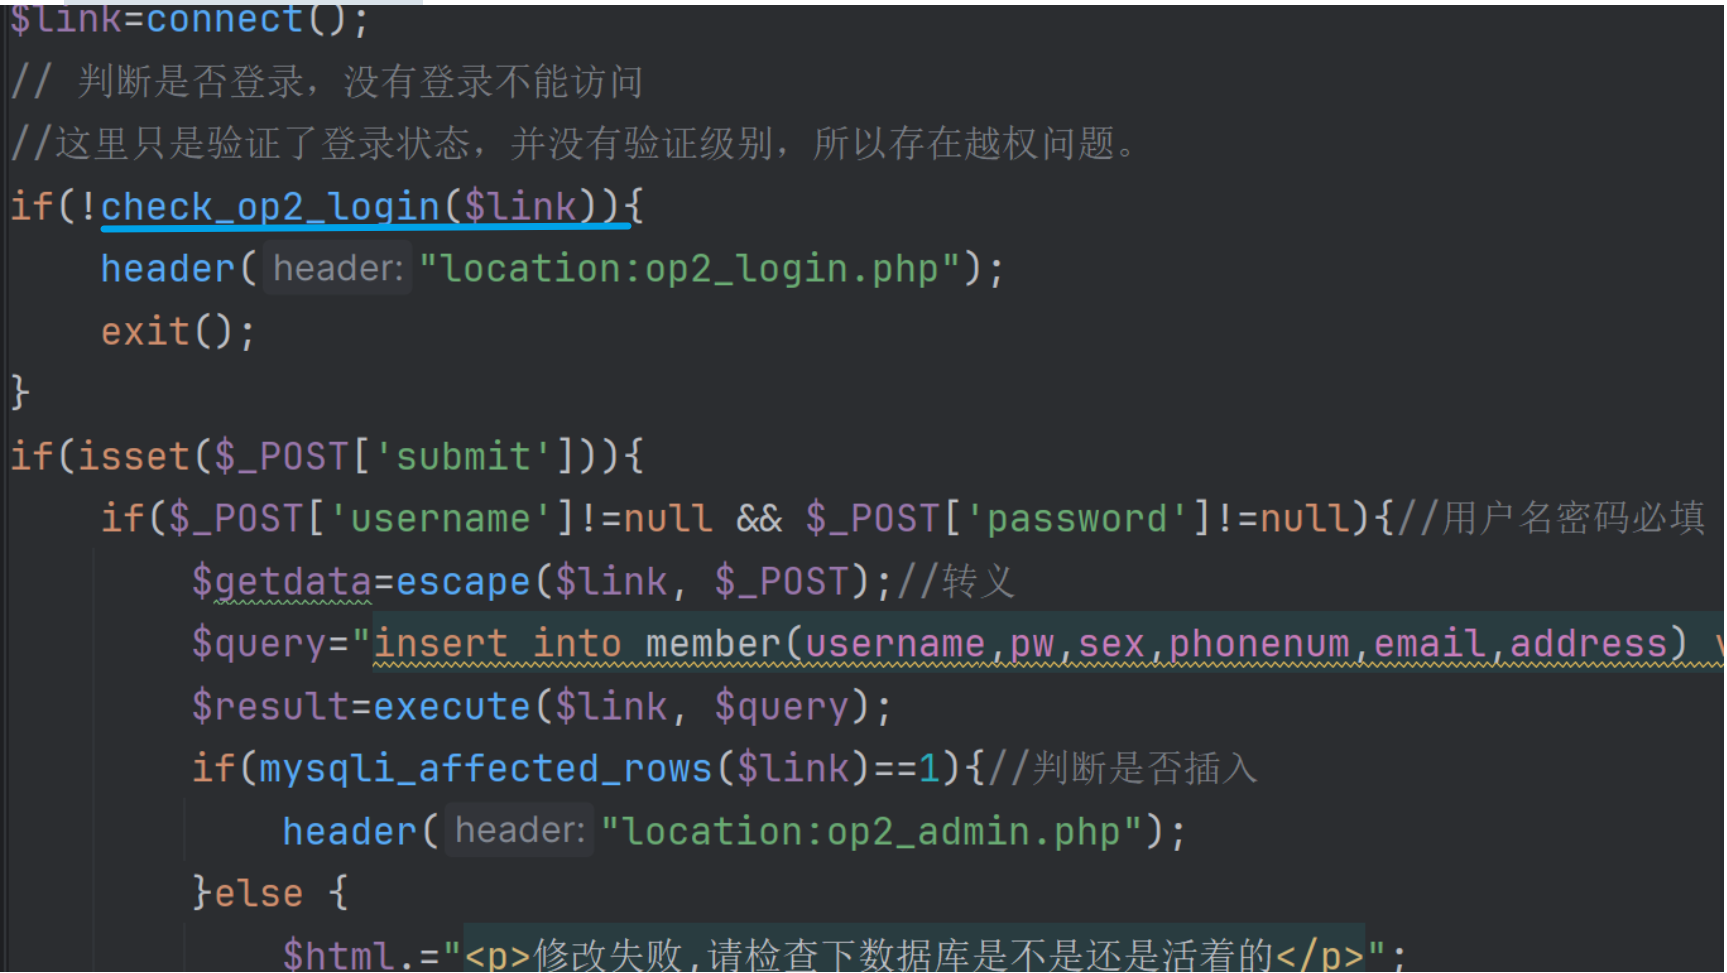 $link=connect();
// 判断是否登录，没有登录不能访问
//这里只是验证了登录状态，并没有验证级别，所以存在越权问题。
if(!check_op2_login($link)){
header( header: "location:op2_login.php");
exit();
}
if(isset($_POST['submit'])){
if($_POST['username']!=null && $_POST['password']!=null){//用户名密码必填
$getdata=escape($link, $_POST);//转义
$query="insert into member(username,pw,sex,phonenum,email,address) v
$result=execute($link, $query);
if(mysqli_affected_rows($link)==1){//判断是否插入
header( header: "location:op2_admin.php");
}else {
$html.="<p>修改失败,请检查下数据库是不是还是活着的</p>";